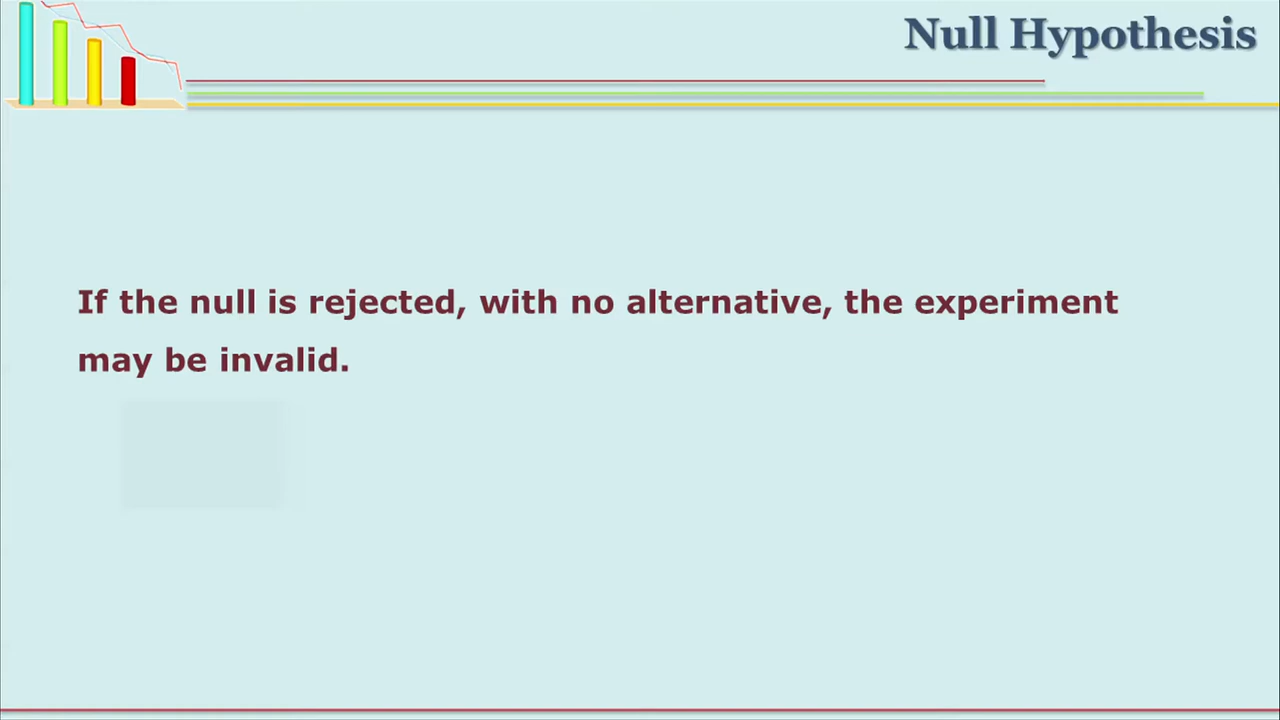 Null Hypothesis
If the null is rejected, with no alternative, the experiment
may be invalid.